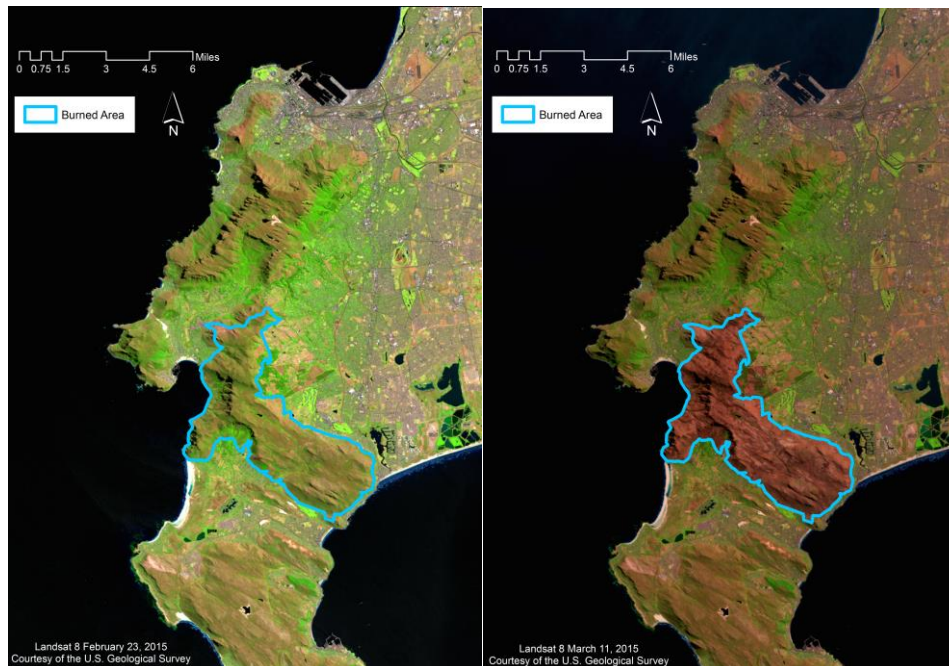 Miles
0 0.75 1.5 3 4.5 6
Burned Area
N
Landsat 8 February 23, 2015
Courtesy of the U.S. Geological Survey
Miles
0 0.75 1.5 3 4.5 6
Burned Area
N
Landsat 8 March 11, 2015
Courtesy of the U.S. Geological Survey